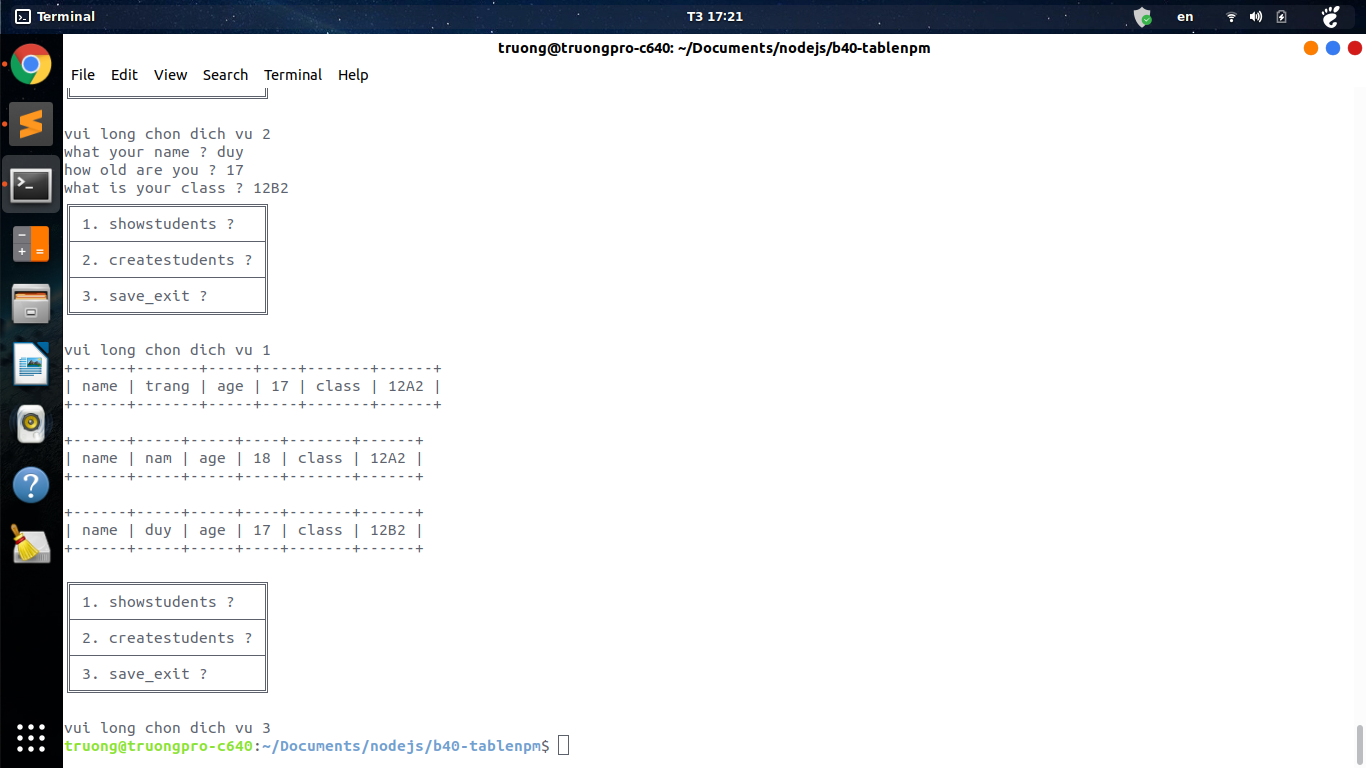 Terminal
T3 17:21
en
truong@truongpro-c640: ~/Documents/nodejs/b40-tablenpm
File Edit View Search Terminal Help
vui long chon dich vu 2
what your name ? duy
how old are you ? 17
what is your class ? 12B2
1. showstudents ?
2. createstudents ?
3. save_exit ?
vui long chon dich vu 1
+------+-------+-----+----+-------+------+
| name | trang | age | 17 | class | 12A2 |
+------+-------+-----+----+-------+------+
+------+-----+-----+----+-------+------+
| name | nam | age | 18 | class | 12A2 |
+------+-----+-----+----+-------+------+
+------+-----+-----+----+-------+------+
| name | duy | age | 17 | class | 12B2 |
+------+-----+-----+----+-------+------+
1. showstudents ?
2. createstudents ?
3. save_exit ?
vui long chon dich vu 3
truong@truongpro-c640:~/Documents/nodejs/b40-tablenpm$